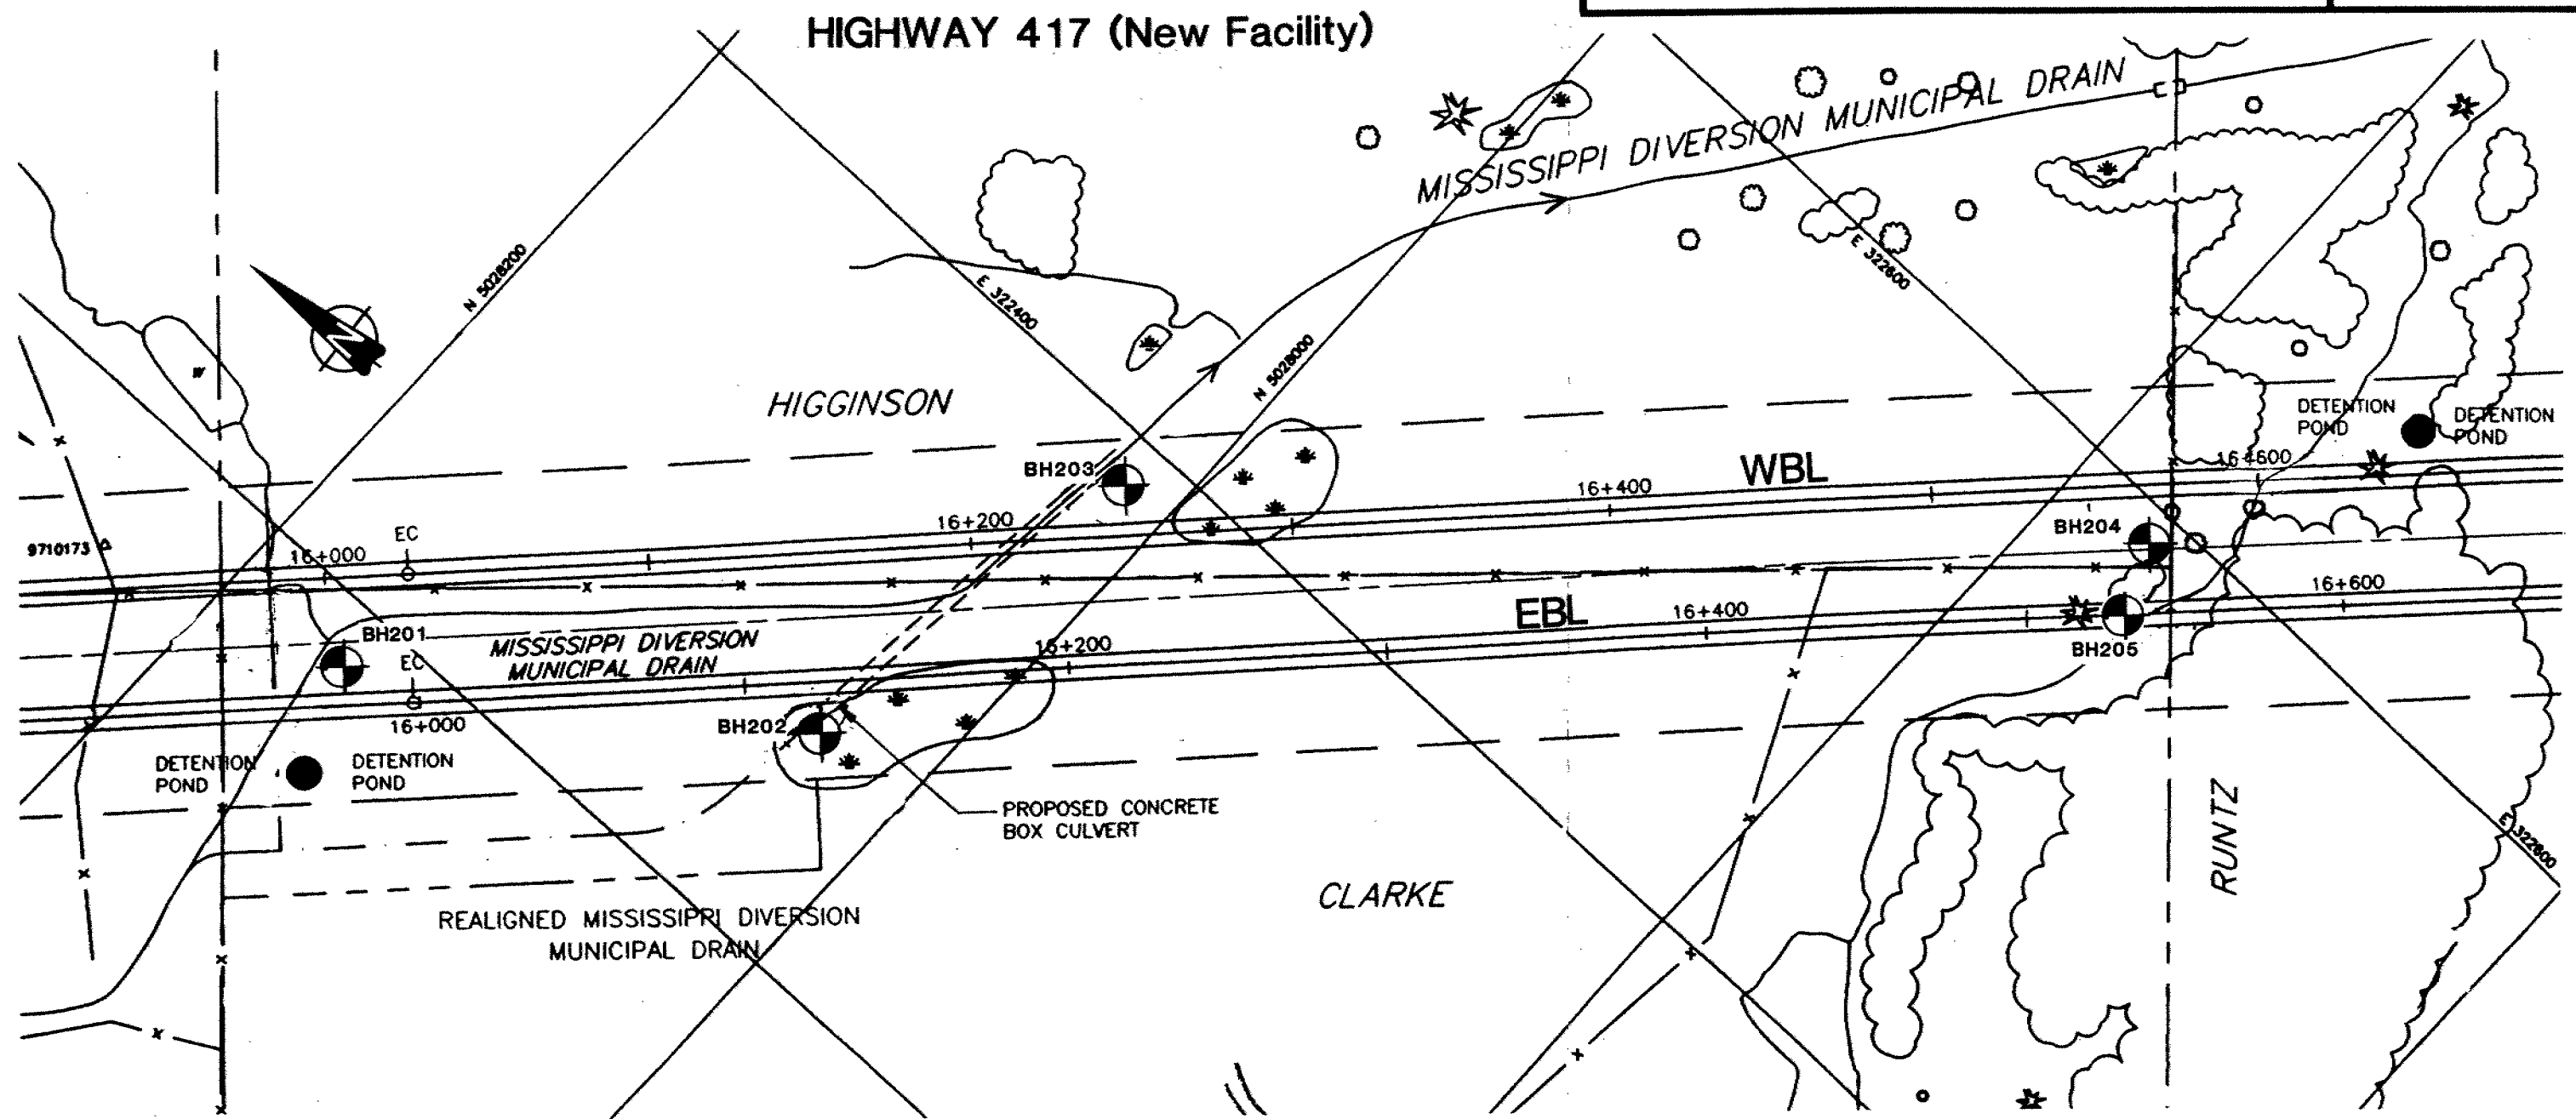 HIGHWAY 417 (New Facility)
MISSISSIPPI DIVERSION MUNICIPAL DRAIN
N 5028200
E 322400
E 322600
N 5028000
W
HIGGINSON
DETENTION
POND
DETENTION
POND
BH203
WBL
16+600
16+400
16+200
EC
16+000
9710173
BH204
16+600
EBL
16+400
BH201
MISSISSIPPI DIVERSION
MUNICIPAL DRAIN
16+200
EC
BH205
16+000
BH202
DETENTION
POND
DETENTION
POND
PROPOSED CONCRETE
BOX CULVERT
RUNTZ
E 322800
CLARKE
REALIGNED MISSISSIPPI DIVERSION
MUNICIPAL DRAIN